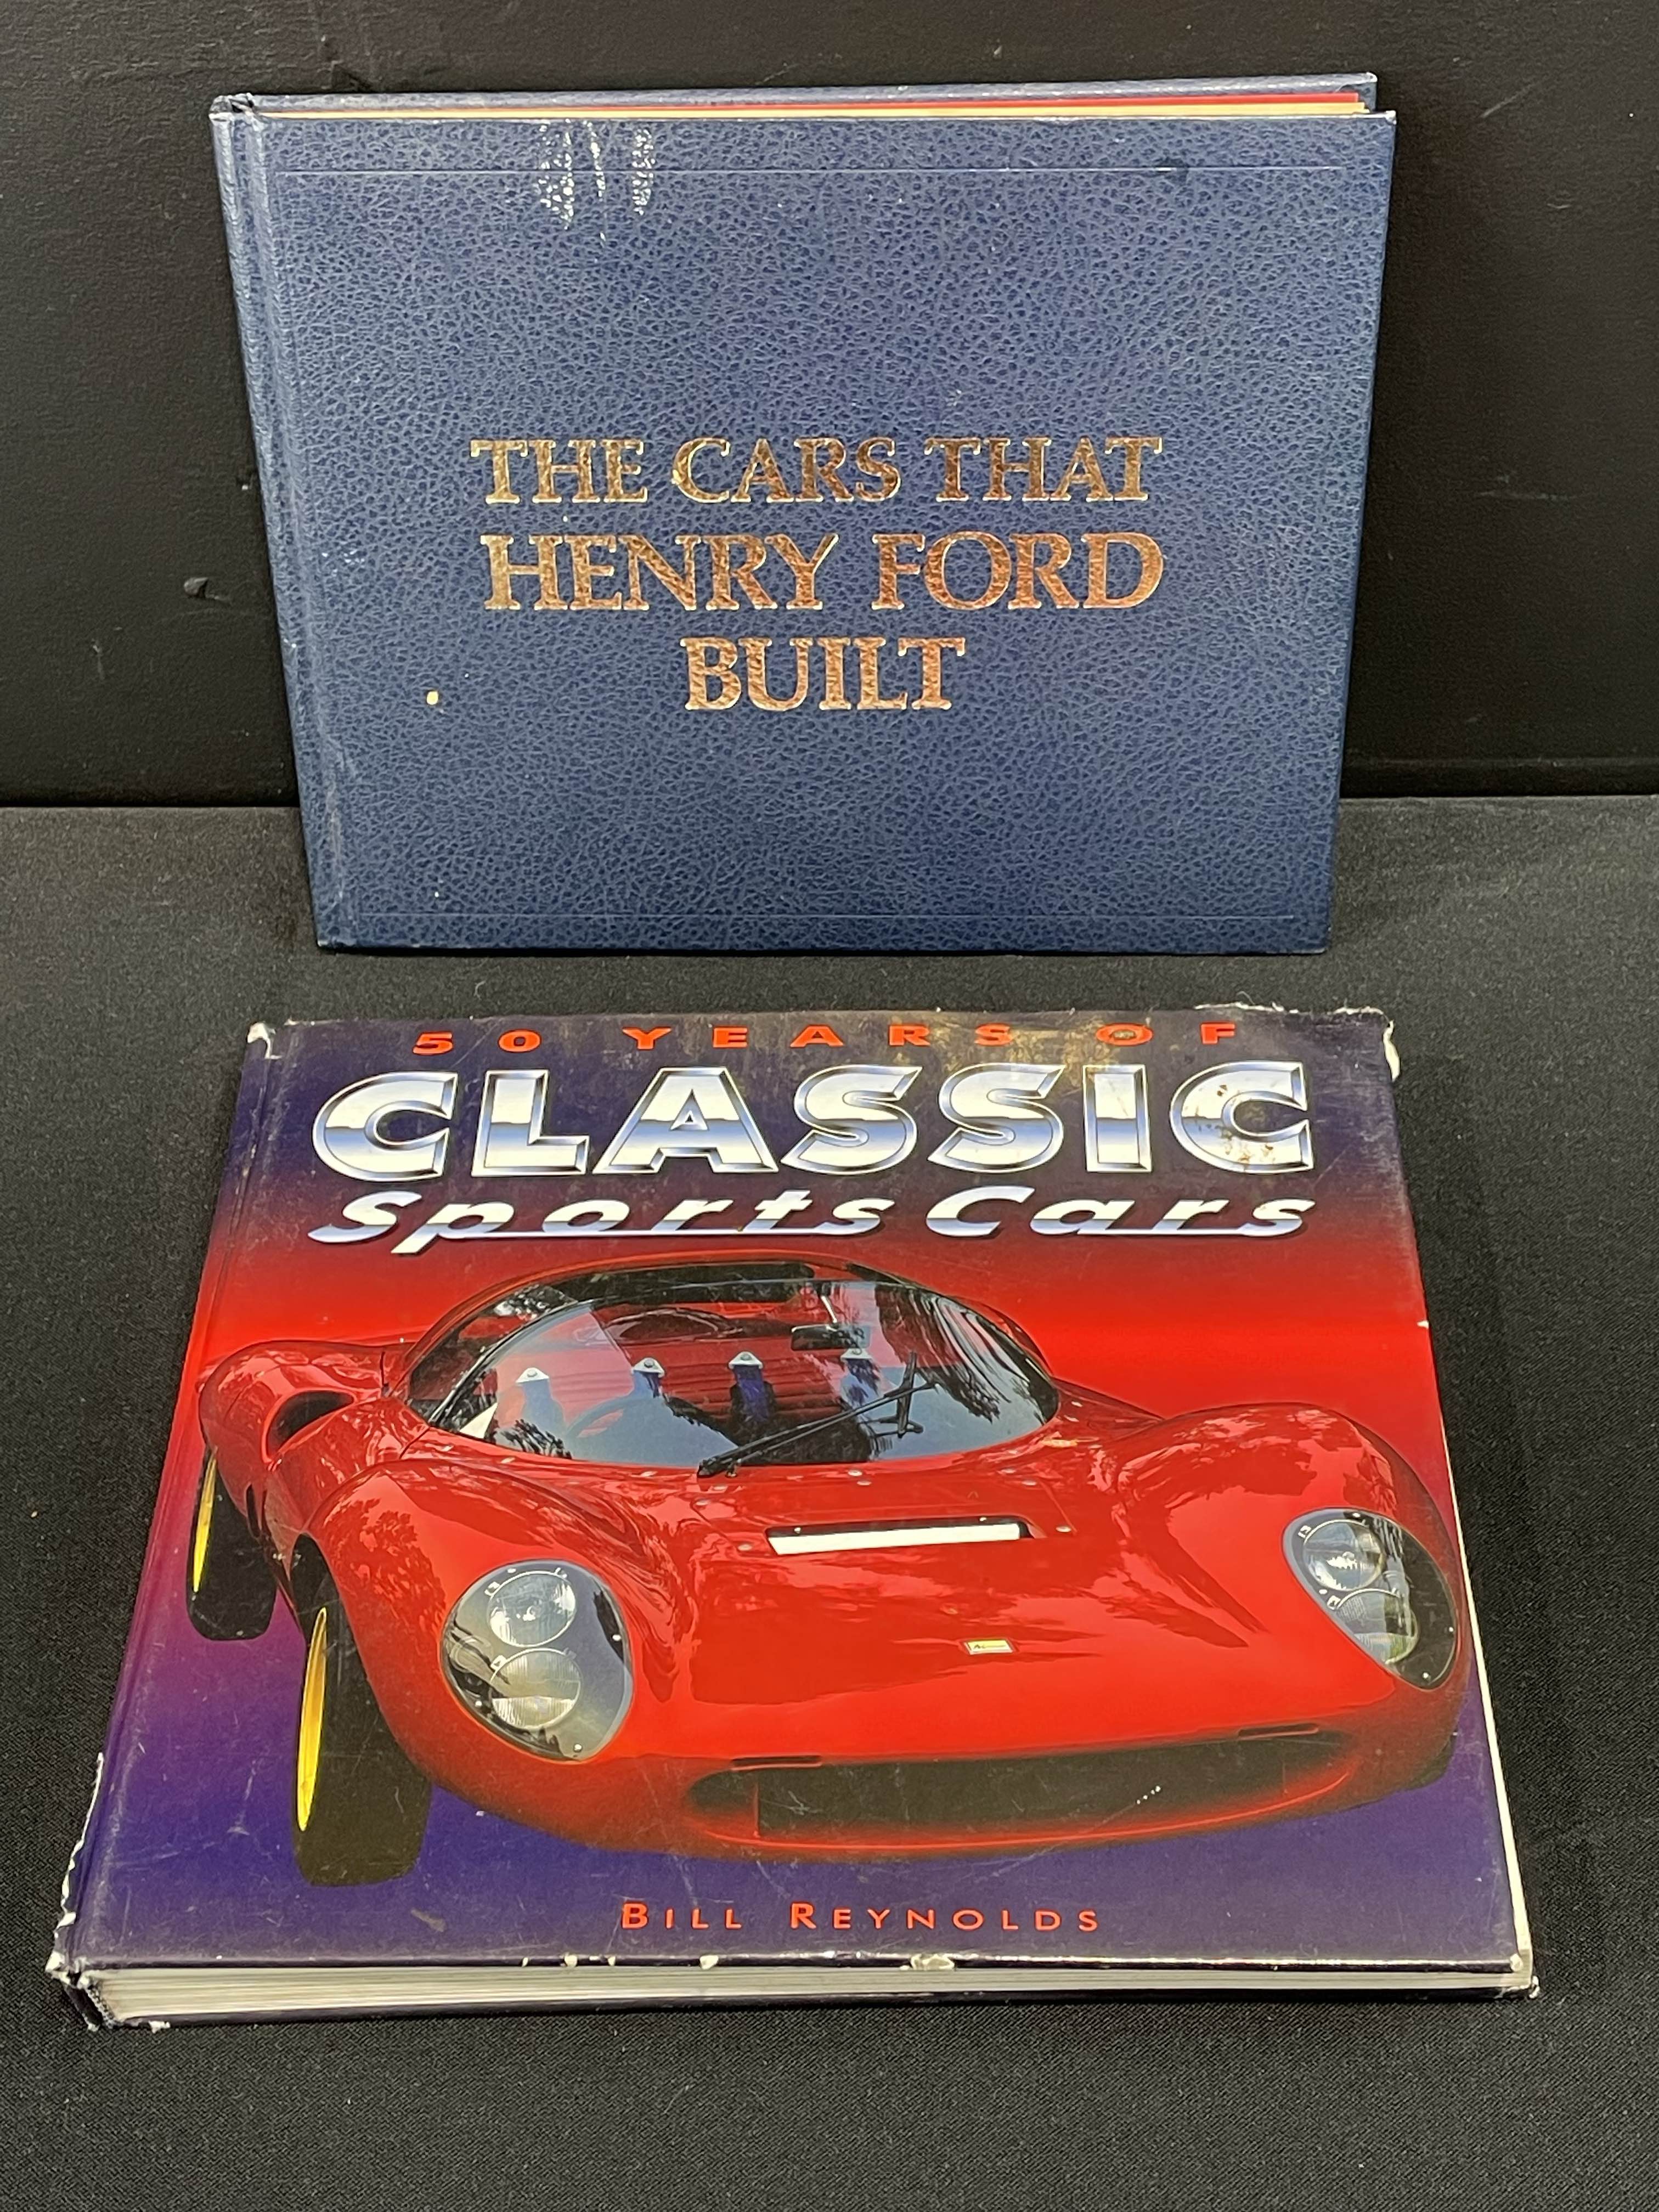 THE CARS THAT
HENRY FORD
BUILT
50 YEARS OF
CLASSIC
Sports Cars
BILL REYNOLDS